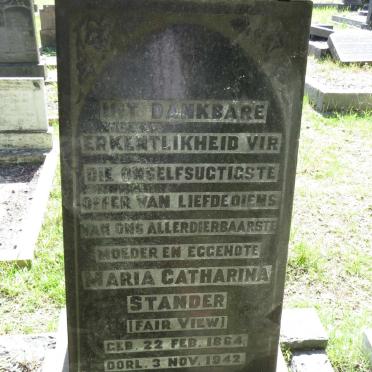 UIT DANKBARE
ERKENTLIKHEID VIR
DIE ONSELFSUGTIGSTE
OFFER VAN LIEFDEDIENS
VAN ONS ALLERDIERBAARSTE
MOEDER EN EGGENOTE
MARIA CATHARINA
STANDER
(FAIR VIEW)
GEB. 22 FEB. 1864.
OORL. 3 NOV. 1942.